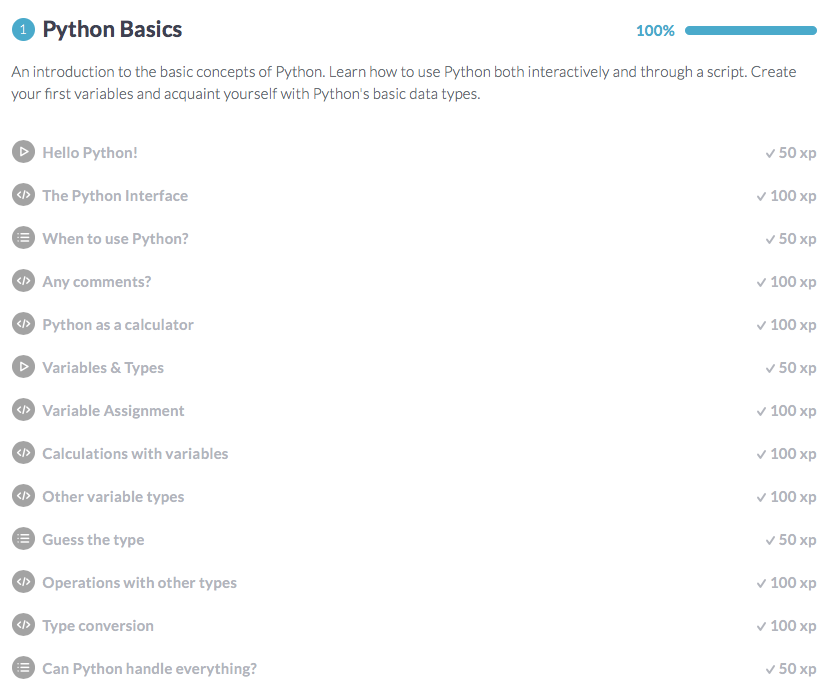 1 Python Basics 100%
An introduction to the basic concepts of Python. Learn how to use Python both interactively and through a script. Create
your first variables and acquaint yourself with Python's basic data types.
Hello Python! ✓ 50 xp
</> The Python Interface ✓ 100 xp
When to use Python? ✓ 50 xp
</> Any comments? ✓ 100 xp
</> Python as a calculator ✓ 100 xp
Variables & Types ✓ 50 xp
</> Variable Assignment ✓ 100 xp
</> Calculations with variables ✓ 100 xp
</> Other variable types ✓ 100 xp
Guess the type ✓ 50 xp
</> Operations with other types ✓ 100 xp
</> Type conversion ✓ 100 xp
Can Python handle everything? ✓ 50 xp